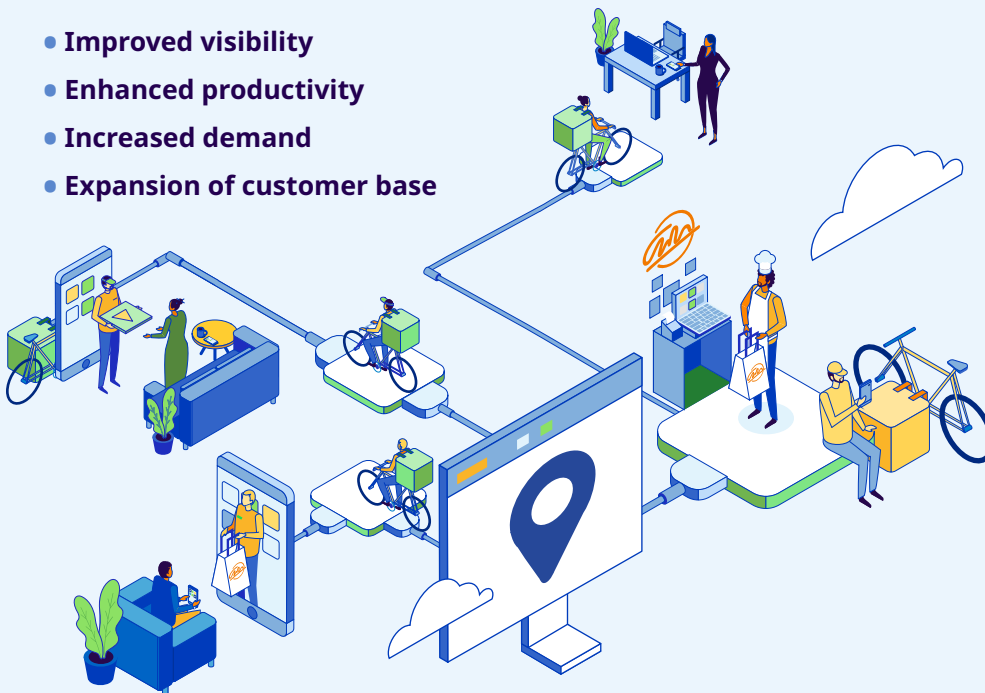 • Improved visibility
• Enhanced productivity
• Increased demand
• Expansion of customer base